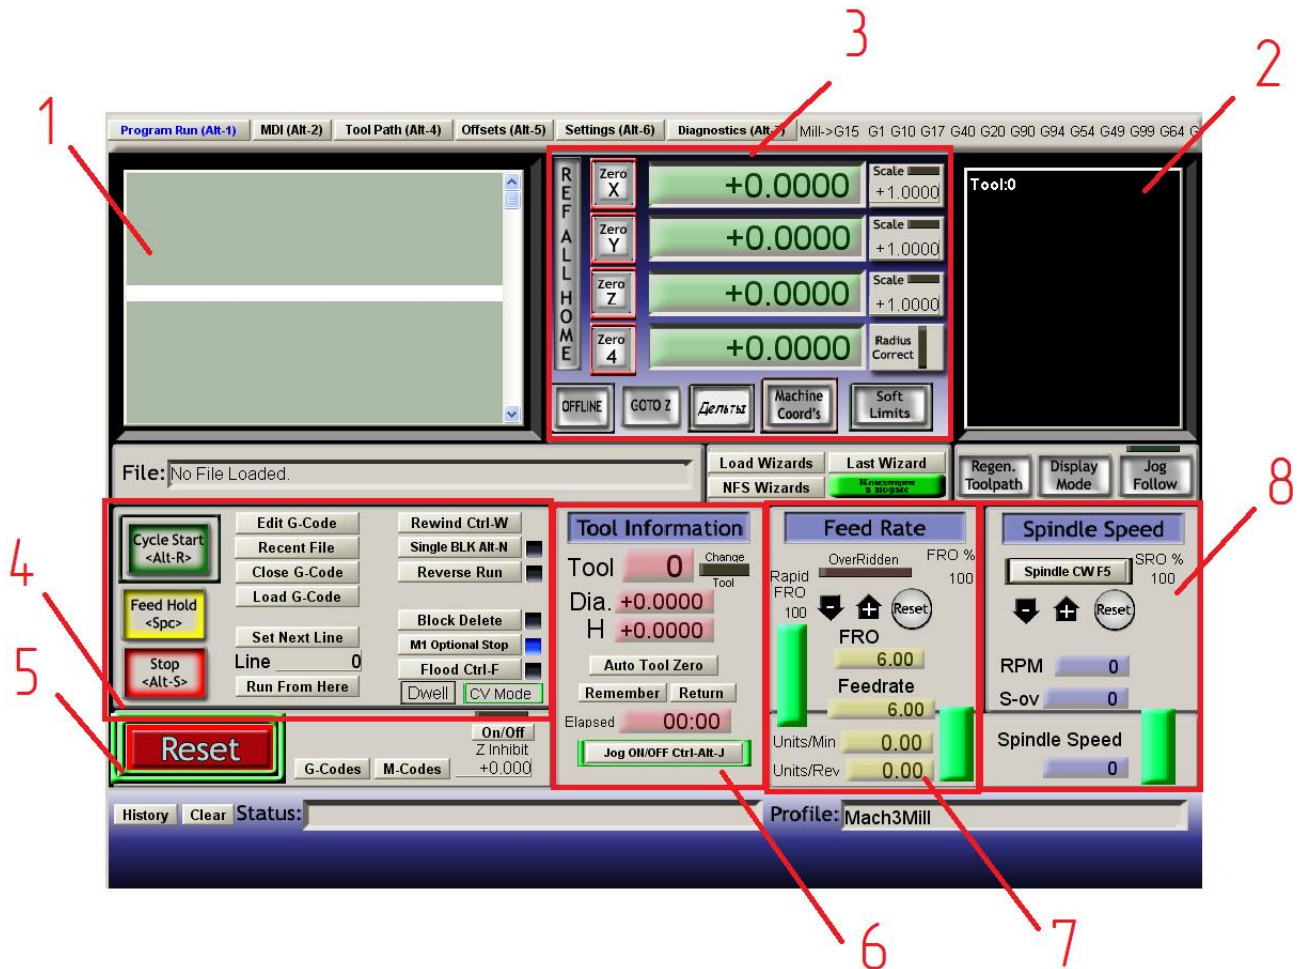 3
2
1
Program Run (Alt-1) MDI (Alt-2) Tool Path (Alt-4) Offsets (Alt-5) Settings (Alt-6) Diagnostics (Alt-7) Mill->G15 G1 G10 G17 G40 G20 G90 G94 G54 G49 G99 G64 G
REF ALL HOME
Zero X +0.0000 Scale +1.0000
Zero Y +0.0000 Scale +1.0000
Zero Z +0.0000 Scale +1.0000
Zero 4 +0.0000 Radius Correct
OFFLINE GOTO Z Дельты Machine Coord's Soft Limits
Tool:0
File: No File Loaded.
Load Wizards Last Wizard
NFS Wizards
Regen. Toolpath Display Mode Jog Follow
8
4
5
Cycle Start <Alt-R>
Feed Hold <Spc>
Stop <Alt-S>
Edit G-Code
Recent File
Close G-Code
Load G-Code
Set Next Line
Line 0
Run From Here
Rewind Ctrl-W
Single BLK Alt-N
Reverse Run
Block Delete
M1 Optional Stop
Flood Ctrl-F
Dwell CV Mode
Reset
G-Codes M-Codes
On/Off
Z Inhibit
+0.000
Tool Information
Tool 0 Change Tool
Dia. +0.0000
H +0.0000
Auto Tool Zero
Remember Return
Elapsed 00:00
Jog ON/OFF Ctrl-Alt-J
Feed Rate
OverRidden FRO %
100
Rapid FRO
100
Reset
FRO
6.00
Feedrate
6.00
Units/Min 0.00
Units/Rev 0.00
Spindle Speed
Spindle CW F5 SRO %
100
Reset
RPM 0
S-ov 0
Spindle Speed
0
History Clear Status: Profile: Mach3Mill
6
7